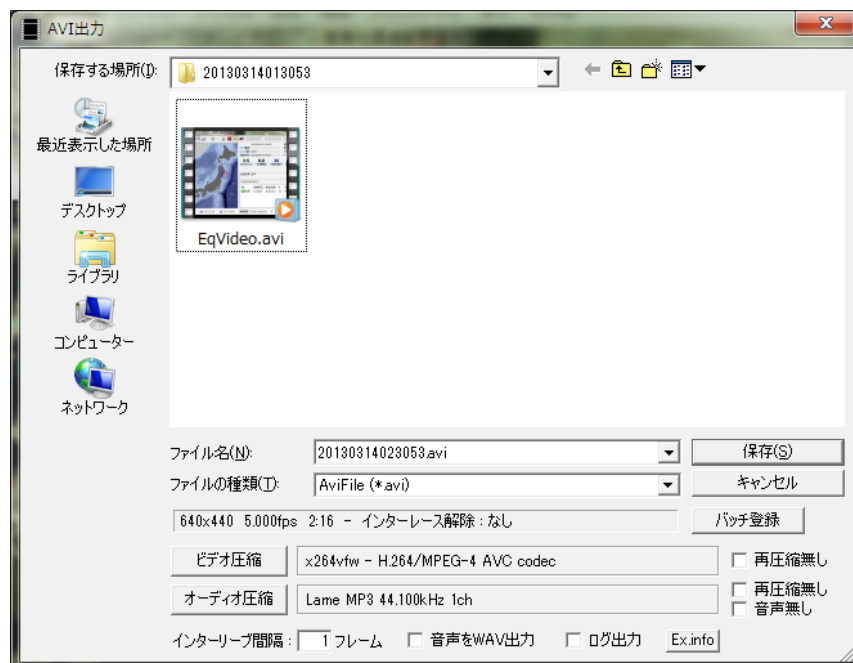 AVI出力
保存する場所(I):
20130314013053
最近表示した場所
デスクトップ
ライブラリ
コンピューター
ネットワーク
EqVideo.avi
ファイル名(N):
20130314023053.avi
保存(S)
ファイルの種類(T):
AviFile (*.avi)
キャンセル
640x440 5.000fps 2:16 - インターレース解除 : なし
バッチ登録
ビデオ圧縮
x264vfw - H.264/MPEG-4 AVC codec
再圧縮無し
オーディオ圧縮
Lame MP3 44.100kHz 1ch
再圧縮無し
音声無し
インターリーブ間隔 : 1 フレーム
音声をWAV出力
ログ出力
Ex.info